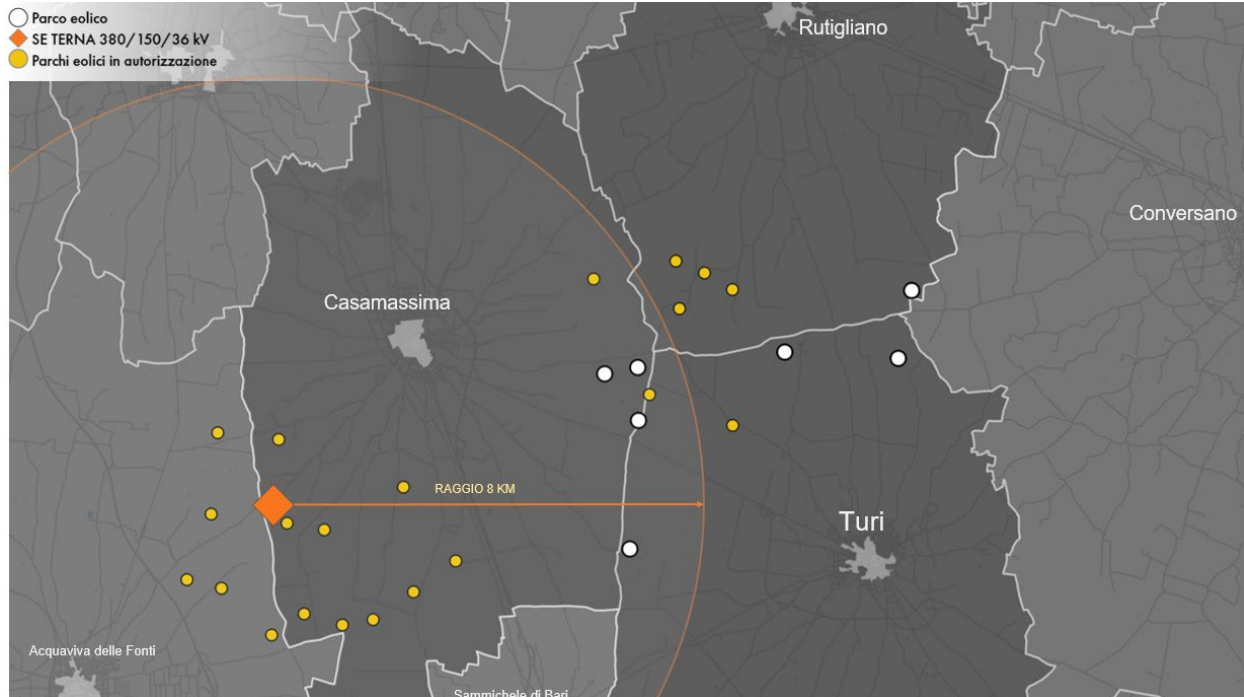 Parco eolico
SE TERNA 380/150/36 kV
Parchi eolici in autorizzazione
Rutigliano
Conversano
Casamassima
RAGGIO 8 KM
Turi
Acquaviva delle Fonti
Sammichele di Bari